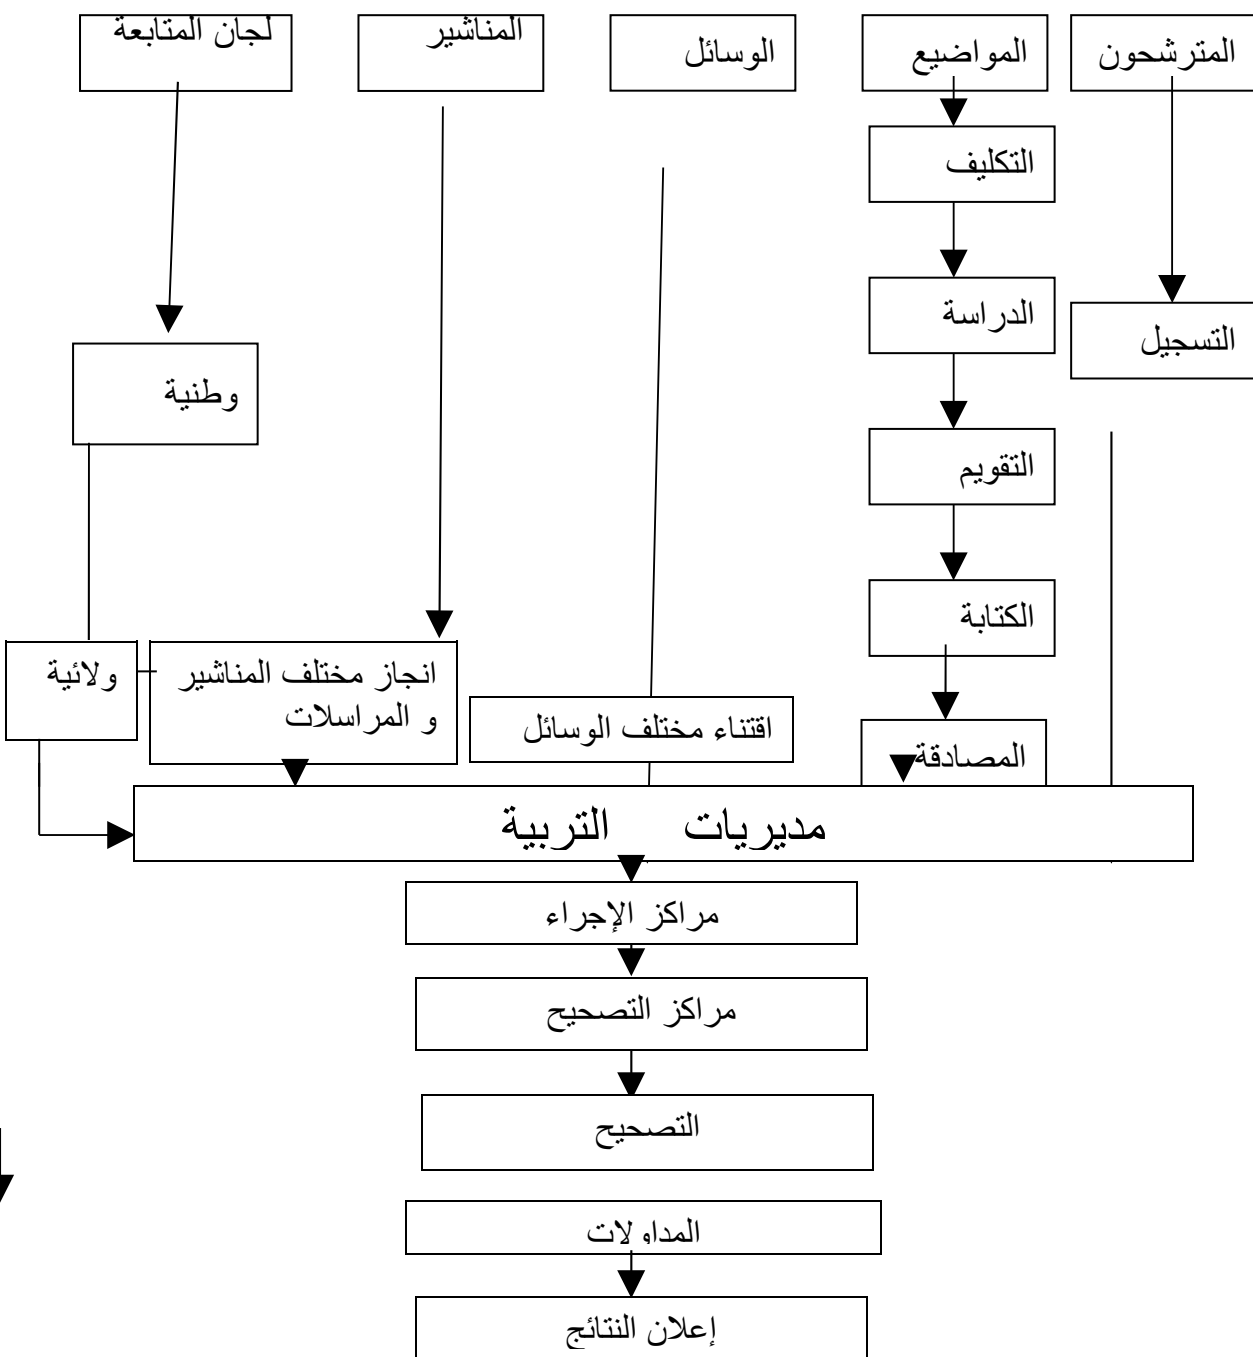 المترشحون
المواضيع
الوسائل
المناشير
لجان المتابعة
التكليف
الدراسة
التسجيل
وطنية
التقويم
الكتابة
انجاز مختلف المناشير
و المراسلات
ولائية
اقتناء مختلف الوسائل
المصادقة
مديريات التربية
مراكز الإجراء
مراكز التصحيح
التصحيح
المداولات
إعلان النتائج